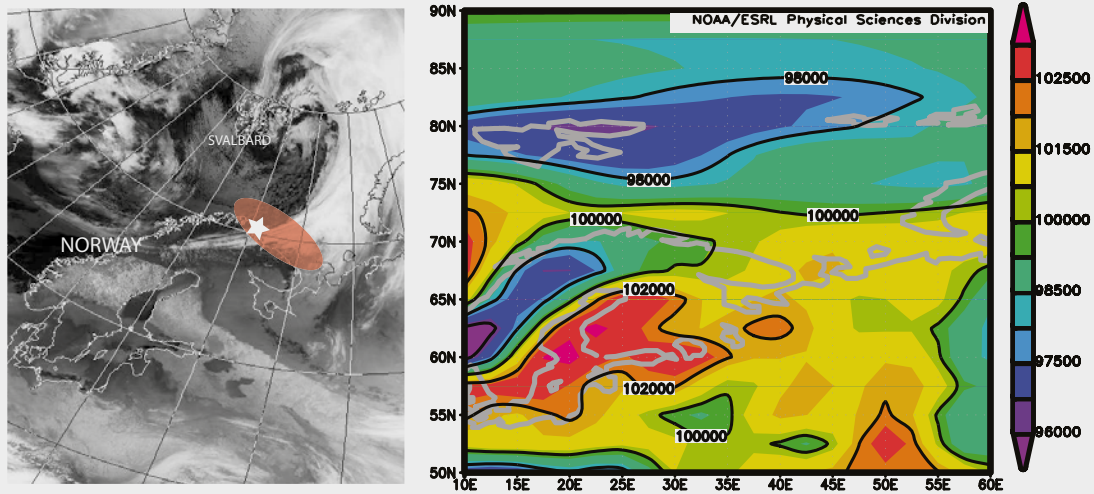 SVALBARD
NORWAY
NOAA/ESRL Physical Sciences Division
90N
85N
80N
75N
70N
65N
60N
55N
50N
98000
98000
100000
100000
102000
102000
100000
10E 15E 20E 25E 30E 35E 40E 45E 50E 55E 60E
102500
101500
100000
98500
97500
96000